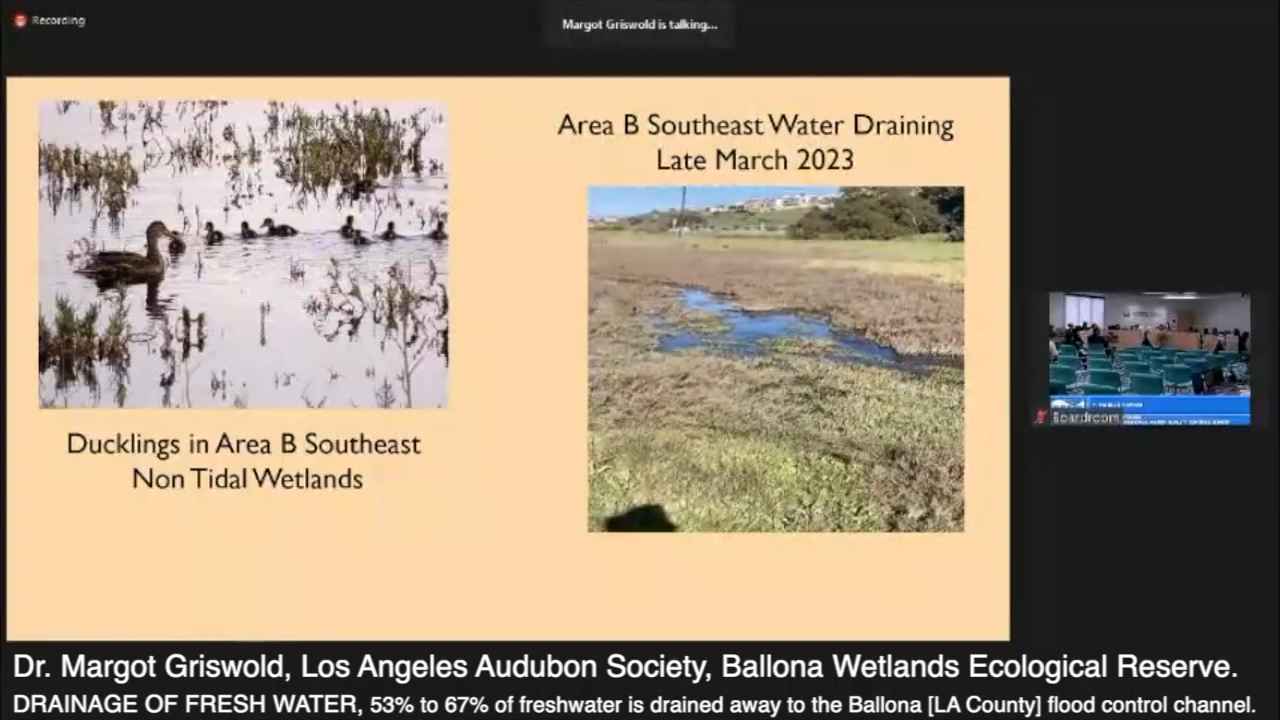 Recording
Margot Griswold is talking...
Area B Southeast Water Draining
Late March 2023
Ducklings in Area B Southeast
Non Tidal Wetlands
Boardroom
Dr. Margot Griswold, Los Angeles Audubon Society, Ballona Wetlands Ecological Reserve.
DRAINAGE OF FRESH WATER, 53% to 67% of freshwater is drained away to the Ballona [LA County] flood control channel.